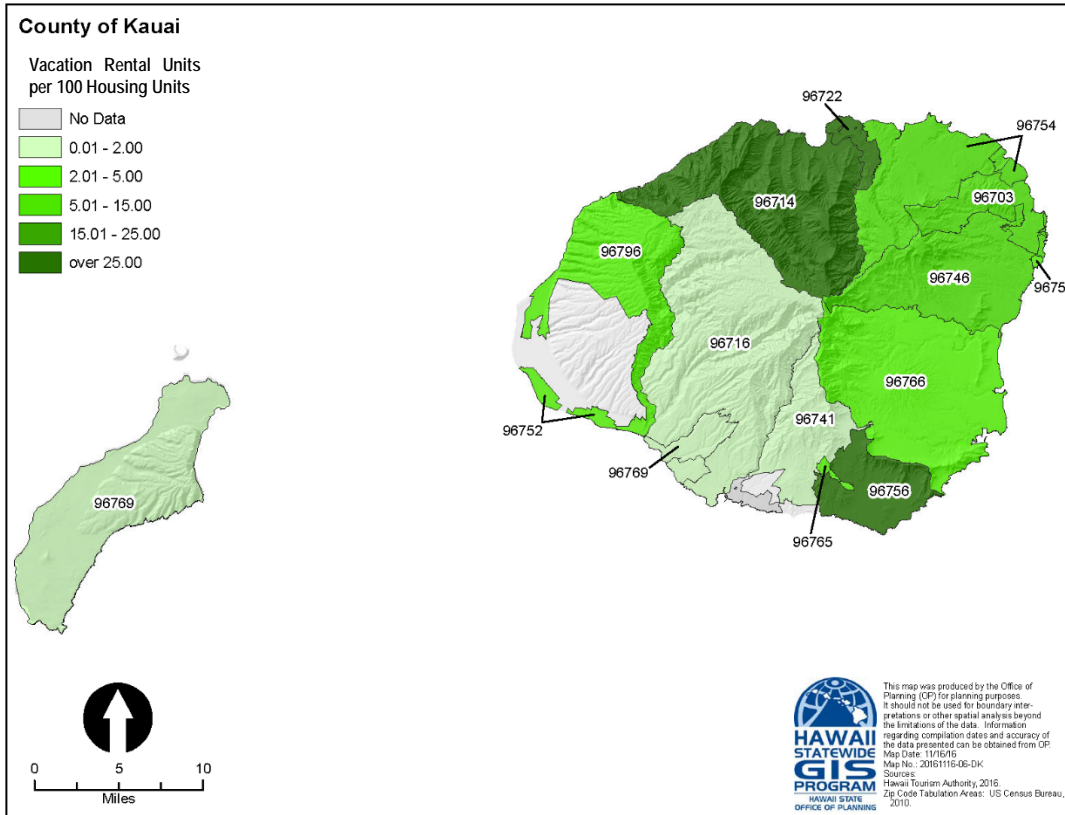 County of Kauai
Vacation Rental Units
per 100 Housing Units
No Data
0.01 - 2.00
2.01 - 5.00
5.01 - 15.00
15.01 - 25.00
over 25.00
96722
96754
96703
96714
96796
96746
9675
96716
96766
96741
96752
96769
96756
96765
96769
0 5 10
Miles
HAWAII
STATEWIDE
GIS
PROGRAM
HAWAII STATE
OFFICE OF PLANNING
This map was produced by the Office of
Planning (OP) for planning purposes.
It should not be used for boundary inter-
pretations or other spatial analysis beyond
the limitations of the data. Information
regarding compilation dates and accuracy of
the data presented can be obtained from OP.
Map Date: 11/16/16
Map No.: 20161116-06-DK
Sources:
Hawaii Tourism Authority, 2016.
Zip Code Tabulation Areas: US Census Bureau,
2010.